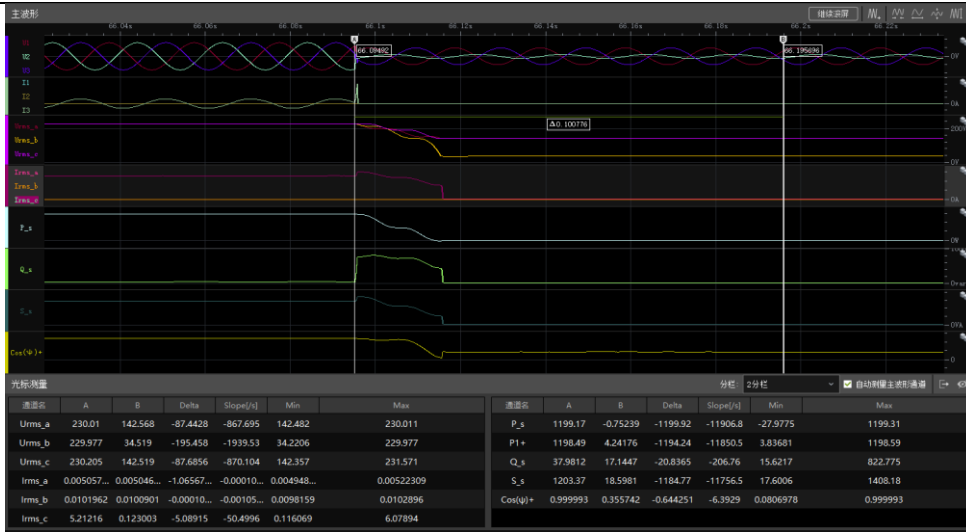 主波形
继续滚屏
66.04s 66.06s 66.08s 66.1s 66.12s 66.14s 66.16s 66.18s 66.2s 66.22s
A B
66.09492 66.195696
U1
U2
U3
0V
I1
I2
I3
0A
Δ0.100776
Urms_a
Urms_b
Urms_c
200V
0V
Irms_a
Irms_b
Irms_c
0A
P_s
0W
Q_s
0var
S_s
0VA
Cos(ψ)+
0
光标测量
分栏: 2分栏 自动测量主波形通道
通道名 A B Delta Slope[/s] Min Max
Urms_a 230.01 142.568 -87.4428 -867.695 142.482 230.011
Urms_b 229.977 34.519 -195.458 -1939.53 34.2206 229.977
Urms_c 230.205 142.519 -87.6856 -870.104 142.357 231.571
Irms_a 0.005057... 0.005046... -1.06567... -0.00010... 0.004948... 0.00522309
Irms_b 0.0101962 0.0100901 -0.00010... -0.00105... 0.0098159 0.0102896
Irms_c 5.21216 0.123003 -5.08915 -50.4996 0.116069 6.07894
通道名 A B Delta Slope[/s] Min Max
P_s 1199.17 -0.75239 -1199.92 -11906.8 -27.9775 1199.31
P1+ 1198.49 4.24176 -1194.24 -11850.5 3.83681 1198.59
Q_s 37.9812 17.1447 -20.8365 -206.76 15.6217 822.775
S_s 1203.37 18.5981 -1184.77 -11756.5 17.6006 1408.18
Cos(ψ)+ 0.999993 0.355742 -0.644251 -6.3929 0.0806978 0.999993